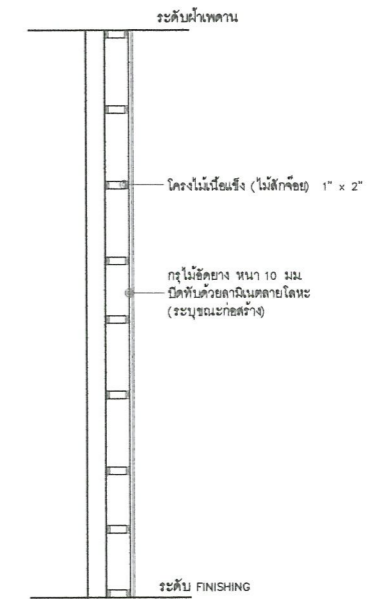 ระดับฝ้าเพดาน
โครงไม้เนื้อแข็ง (ไม้สักจ๊อย) 1" x 2"
กรุไม้อัดยาง หนา 10 มม.
ปิดทับด้วยลามิเนตลายโลหะ
(ระบุขณะก่อสร้าง)
ระดับ FINISHING